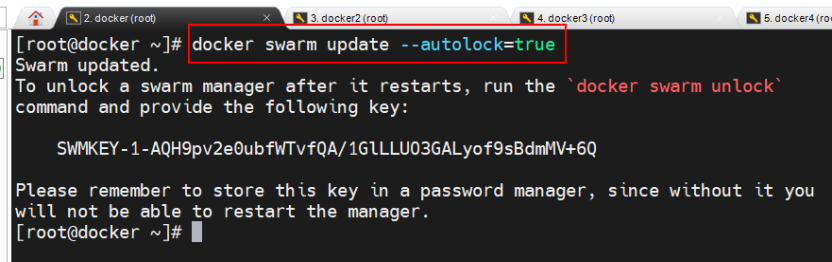 2. docker (root)
3. docker2 (root)
4. docker3 (root)
5. docker4 (ro
[root@docker ~]# docker swarm update --autolock=true
Swarm updated.
To unlock a swarm manager after it restarts, run the `docker swarm unlock`
command and provide the following key:
SWMKEY-1-AQH9pv2e0ubfWTvfQA/1GlLLUO3GALyof9sBdmMV+6Q
Please remember to store this key in a password manager, since without it you
will not be able to restart the manager.
[root@docker ~]#